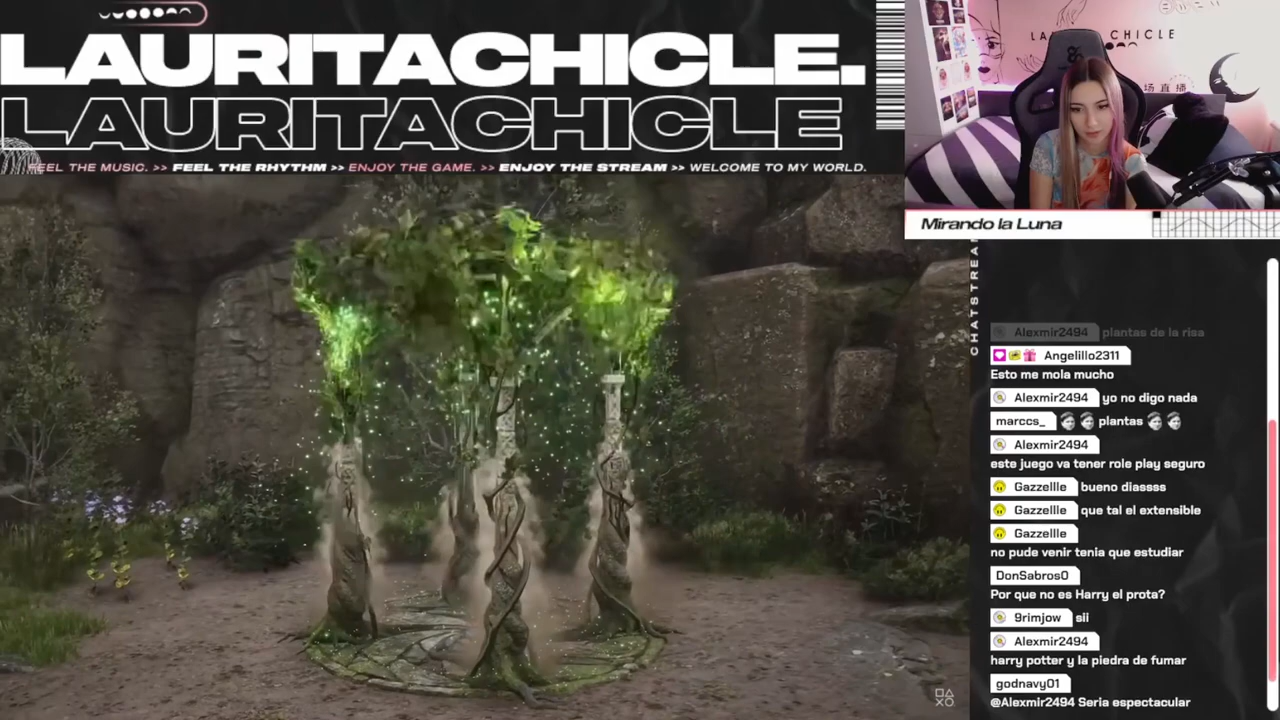 LAURITACHICLE.
LAURITACHICLE
FEEL THE MUSIC. >> FEEL THE RHYTHM >> ENJOY THE GAME. >> ENJOY THE STREAM >> WELCOME TO MY WORLD.
Mirando la Luna
CHATSTREAM
Alexmir2494 plantas de la risa
Angelillo2311
Esto me mola mucho
Alexmir2494 yo no digo nada
marccs_ plantas
Alexmir2494
este juego va tener role play seguro
Gazzellle bueno diassss
Gazzellle que tal el extensible
Gazzellle
no pude venir tenia que estudiar
DonSabros0
Por que no es Harry el prota?
9rimjow sii
Alexmir2494
harry potter y la piedra de fumar
godnavy01
@Alexmir2494 Seria espectacular